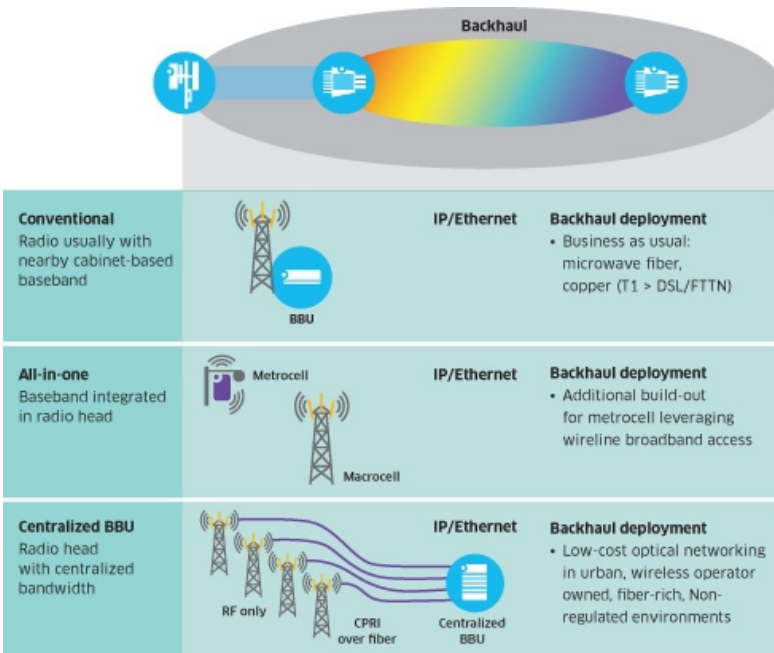 Backhaul
Conventional
Radio usually with
nearby cabinet-based
baseband
BBU
IP/Ethernet
Backhaul deployment
• Business as usual:
microwave fiber,
copper (T1 > DSL/FTTN)
All-in-one
Baseband integrated
in radio head
Metrocell
Macrocell
IP/Ethernet
Backhaul deployment
• Additional build-out
for metrocell leveraging
wireline broadband access
Centralized BBU
Radio head
with centralized
bandwidth
RF only
CPRI
over fiber
IP/Ethernet
Centralized
BBU
Backhaul deployment
• Low-cost optical networking
in urban, wireless operator
owned, fiber-rich, Non-
regulated environments